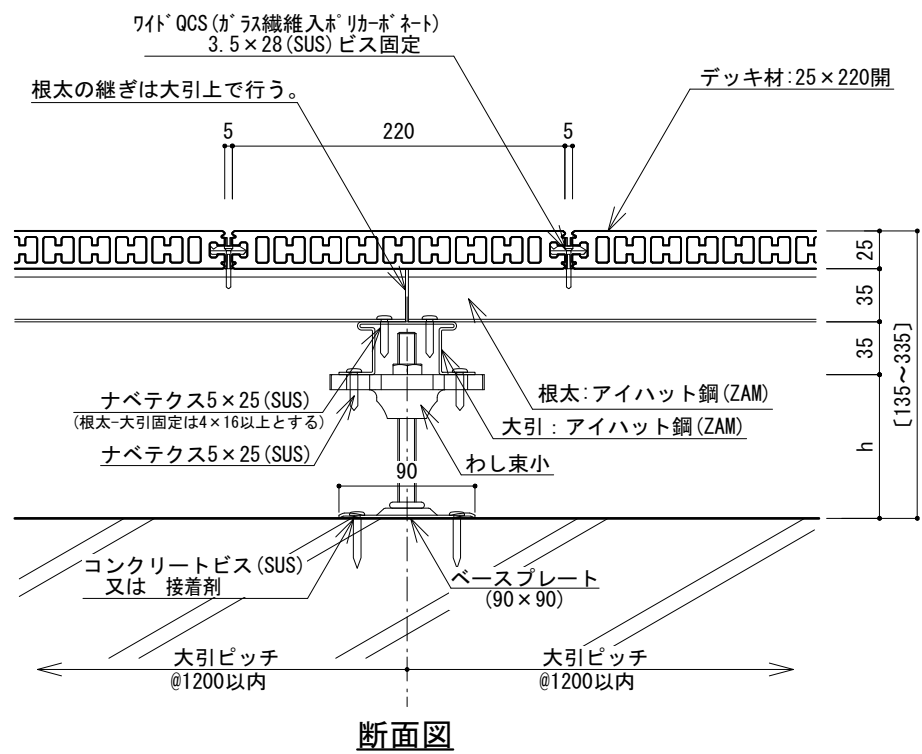 ワイドQCS(ガラス繊維入ポリカーボネート)
3.5×28(SUS)ビス固定
根太の継ぎは大引上で行う。
デッキ材:25×220開
5
220
5
25
35
35
h
[135~335]
ナベテクス5×25(SUS)
(根太-大引固定は4×16以上とする)
ナベテクス5×25(SUS)
根太:アイハット鋼(ZAM)
大引:アイハット鋼(ZAM)
わし束小
90
コンクリートビス(SUS)
又は 接着剤
ベースプレート
(90×90)
大引ピッチ
@1200以内
大引ピッチ
@1200以内
断面図